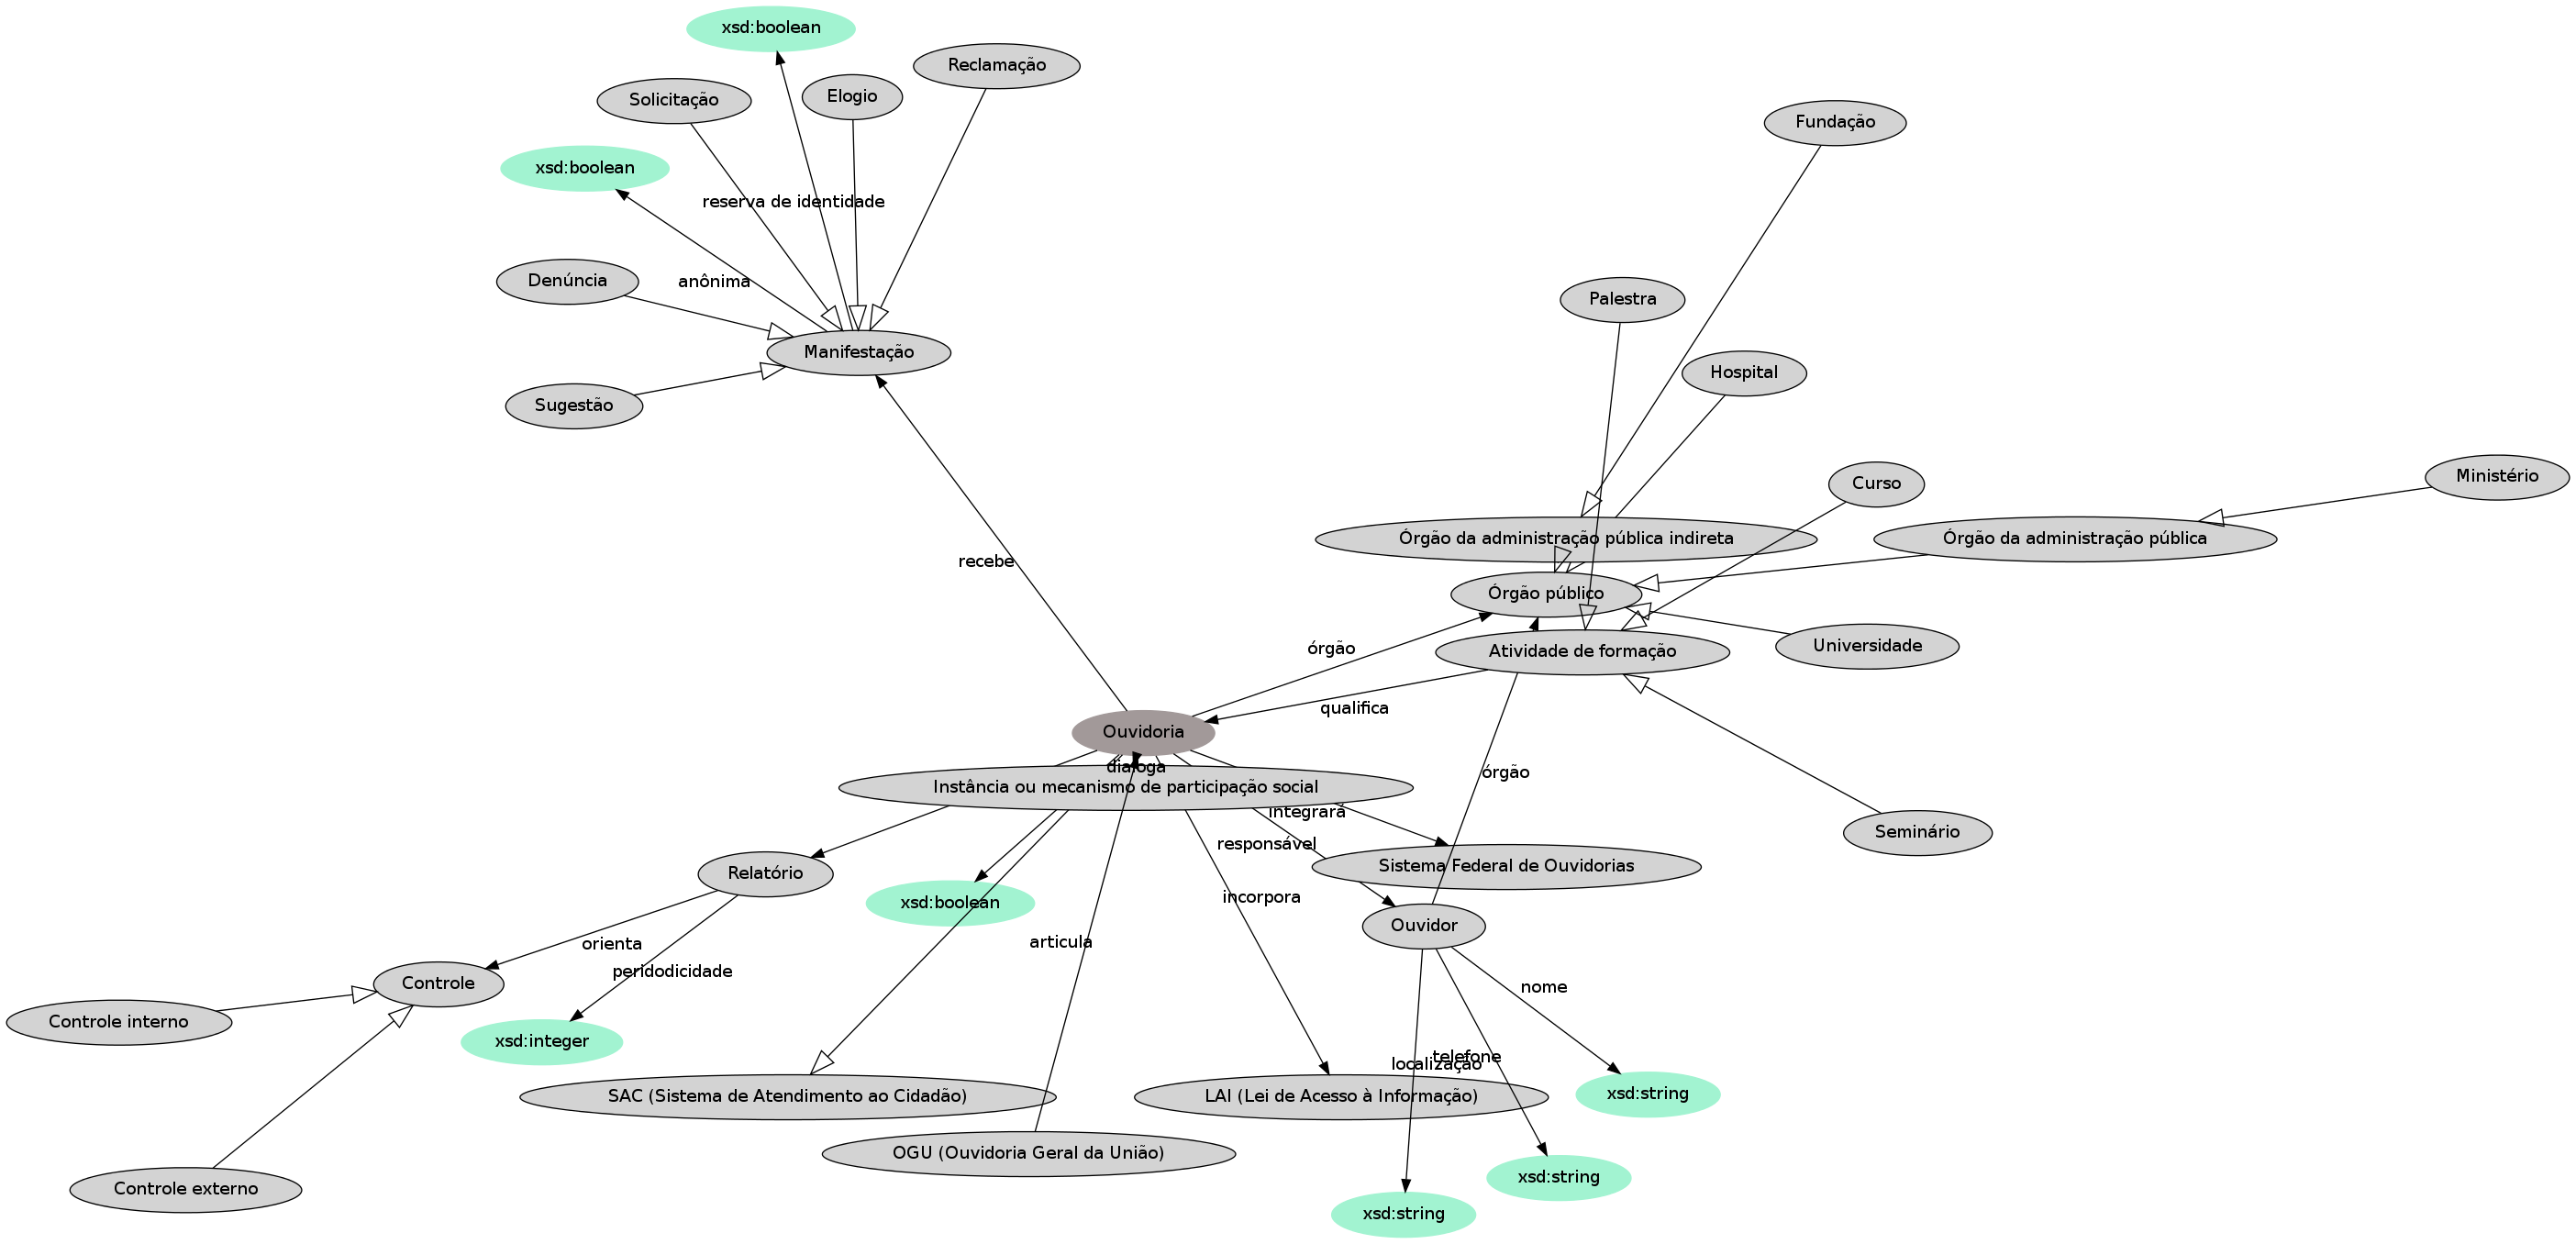 xsd:boolean
Reclamação
Solicitação
Elogio
Fundação
xsd:boolean
reserva de identidade
Denúncia
anônima
Palestra
Manifestação
Hospital
Sugestão
Ministério
Curso
Órgão da administração pública indireta
Órgão da administração pública
recebe
Órgão público
órgão
Atividade de formação
Universidade
qualifica
Ouvidoria
dialoga
órgão
Instância ou mecanismo de participação social
integrará
Seminário
responsável
Sistema Federal de Ouvidorias
Relatório
incorpora
xsd:boolean
Ouvidor
orienta
articula
peridodicidade
Controle
nome
Controle interno
xsd:integer
telefone
localização
xsd:string
SAC (Sistema de Atendimento ao Cidadão)
LAI (Lei de Acesso à Informação)
OGU (Ouvidoria Geral da União)
xsd:string
Controle externo
xsd:string